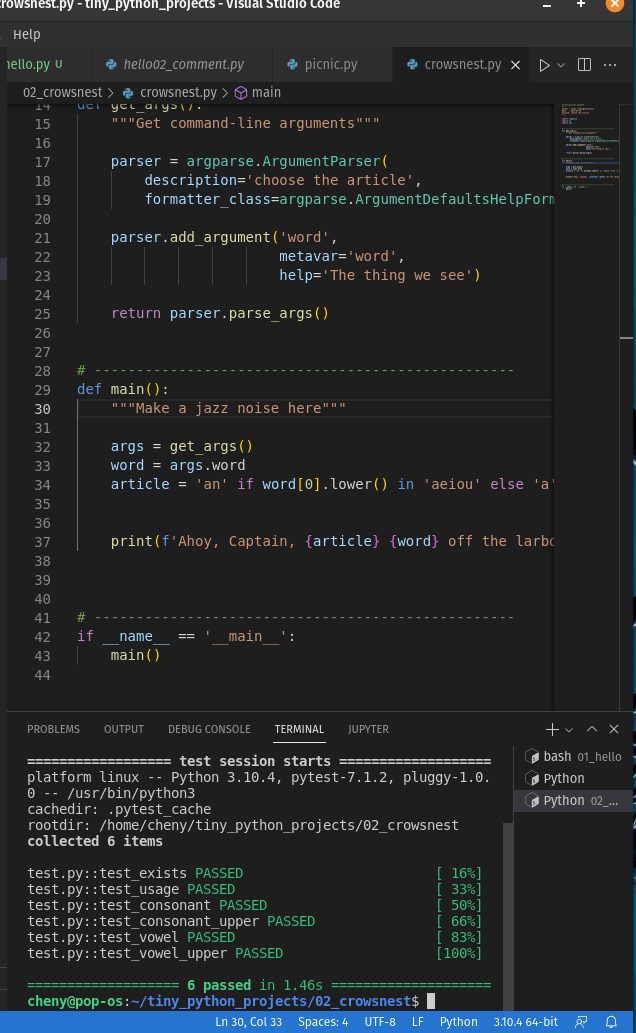 crowsnest.py - tiny_python_projects - Visual Studio Code
Help
hello.py U hello02_comment.py picnic.py crowsnest.py
02_crowsnest > crowsnest.py > main
14 def get_args():
15 """Get command-line arguments"""
16
17 parser = argparse.ArgumentParser(
18 description='choose the article',
19 formatter_class=argparse.ArgumentDefaultsHelpForm
20
21 parser.add_argument('word',
22 metavar='word',
23 help='The thing we see')
24
25 return parser.parse_args()
26
27
28 # --------------------------------------------------
29 def main():
30 """Make a jazz noise here"""
31
32 args = get_args()
33 word = args.word
34 article = 'an' if word[0].lower() in 'aeiou' else 'a'
35
36
37 print(f'Ahoy, Captain, {article} {word} off the larbo
38
39
40
41 # --------------------------------------------------
42 if __name__ == '__main__':
43 main()
44
PROBLEMS OUTPUT DEBUG CONSOLE TERMINAL JUPYTER
================= test session starts ==================
platform linux -- Python 3.10.4, pytest-7.1.2, pluggy-1.0.
0 -- /usr/bin/python3
cachedir: .pytest_cache
rootdir: /home/cheny/tiny_python_projects/02_crowsnest
collected 6 items
test.py::test_exists PASSED [ 16%]
test.py::test_usage PASSED [ 33%]
test.py::test_consonant PASSED [ 50%]
test.py::test_consonant_upper PASSED [ 66%]
test.py::test_vowel PASSED [ 83%]
test.py::test_vowel_upper PASSED [100%]
================== 6 passed in 1.46s ===================
cheny@pop-os:~/tiny_python_projects/02_crowsnest$
bash 01_hello
Python
Python 02_...
Ln 30, Col 33 Spaces: 4 UTF-8 LF Python 3.10.4 64-bit